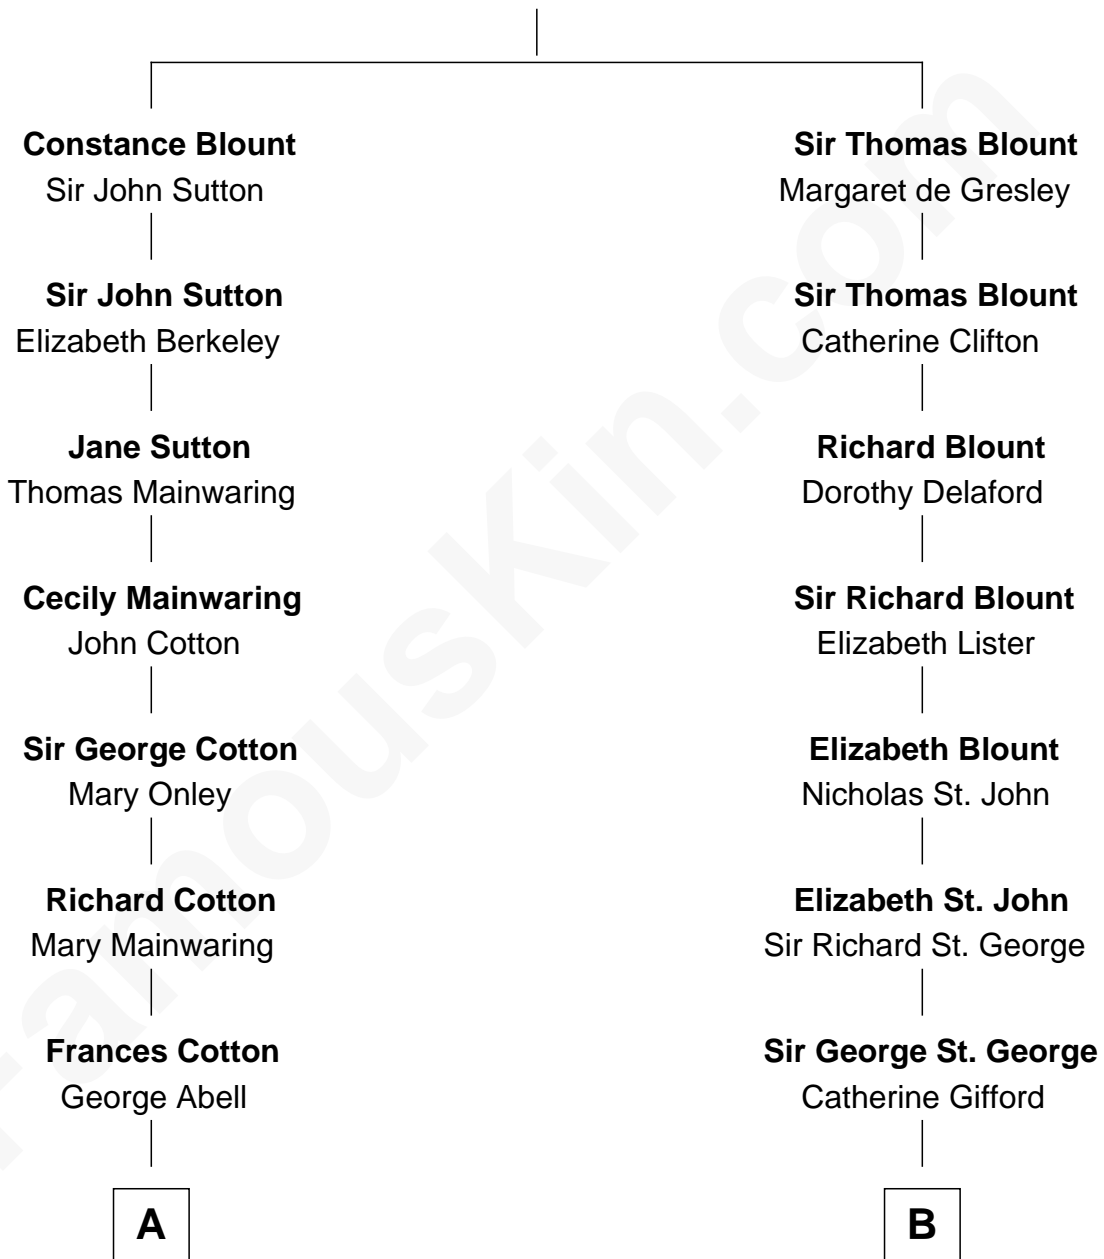 Constance Blount
Sir John Sutton
Sir John Sutton
Elizabeth Berkeley
Jane Sutton
Thomas Mainwaring
Cecily Mainwaring
John Cotton
Sir George Cotton
Mary Onley
Richard Cotton
Mary Mainwaring
Frances Cotton
George Abell
A
Sir Thomas Blount
Margaret de Gresley
Sir Thomas Blount
Catherine Clifton
Richard Blount
Dorothy Delaford
Sir Richard Blount
Elizabeth Lister
Elizabeth Blount
Nicholas St. John
Elizabeth St. John
Sir Richard St. George
Sir George St. George
Catherine Gifford
B
FamousKin.com